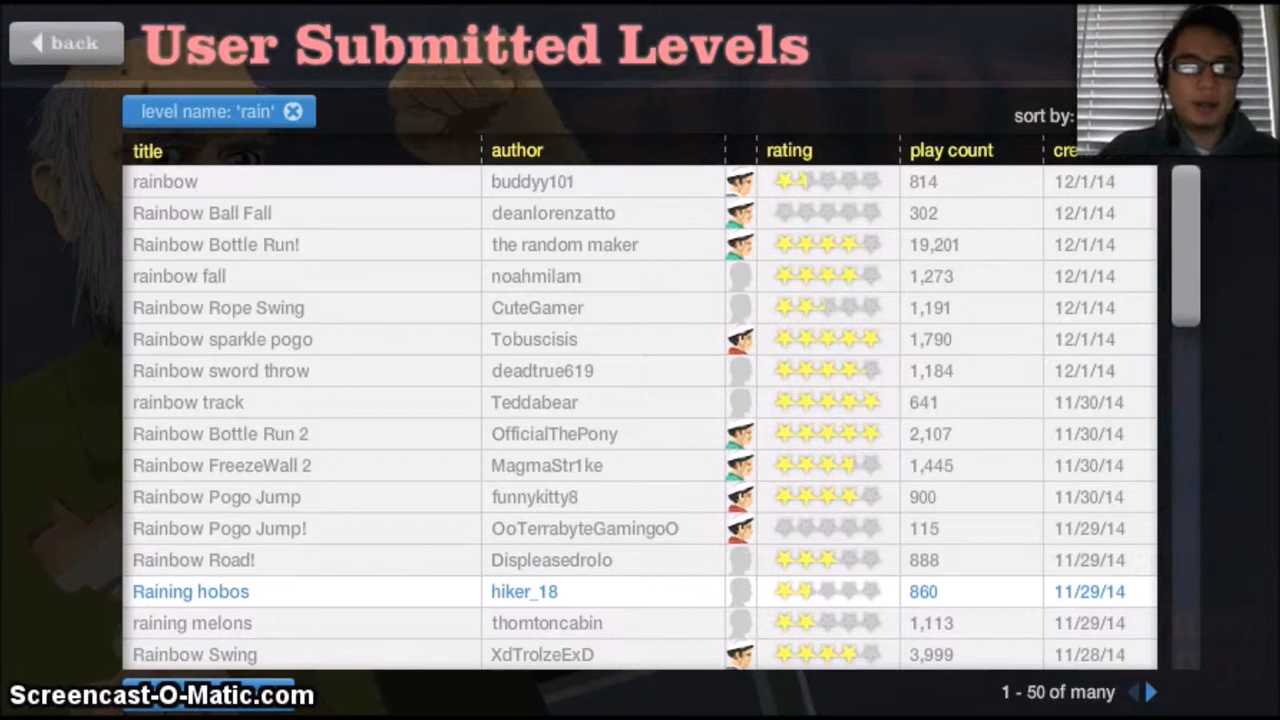 back
User Submitted Levels
level name: 'rain'
sort by:
title author rating play count cre
rainbow buddyy101 814 12/1/14
Rainbow Ball Fall deanlorenzatto 302 12/1/14
Rainbow Bottle Run! the random maker 19,201 12/1/14
rainbow fall noahmilam 1,273 12/1/14
Rainbow Rope Swing CuteGamer 1,191 12/1/14
Rainbow sparkle pogo Tobuscisis 1,790 12/1/14
Rainbow sword throw deadtrue619 1,184 12/1/14
rainbow track Teddabear 641 11/30/14
Rainbow Bottle Run 2 OfficialThePony 2,107 11/30/14
Rainbow FreezeWall 2 MagmaStr1ke 1,445 11/30/14
Rainbow Pogo Jump funnykitty8 900 11/30/14
Rainbow Pogo Jump! OoTerrabyteGamingoO 115 11/29/14
Rainbow Road! Displeasedrolo 888 11/29/14
Raining hobos hiker_18 860 11/29/14
raining melons thorntoncabin 1,113 11/29/14
Rainbow Swing XdTrolzeExD 3,999 11/28/14
Screencast-O-Matic.com
1 - 50 of many